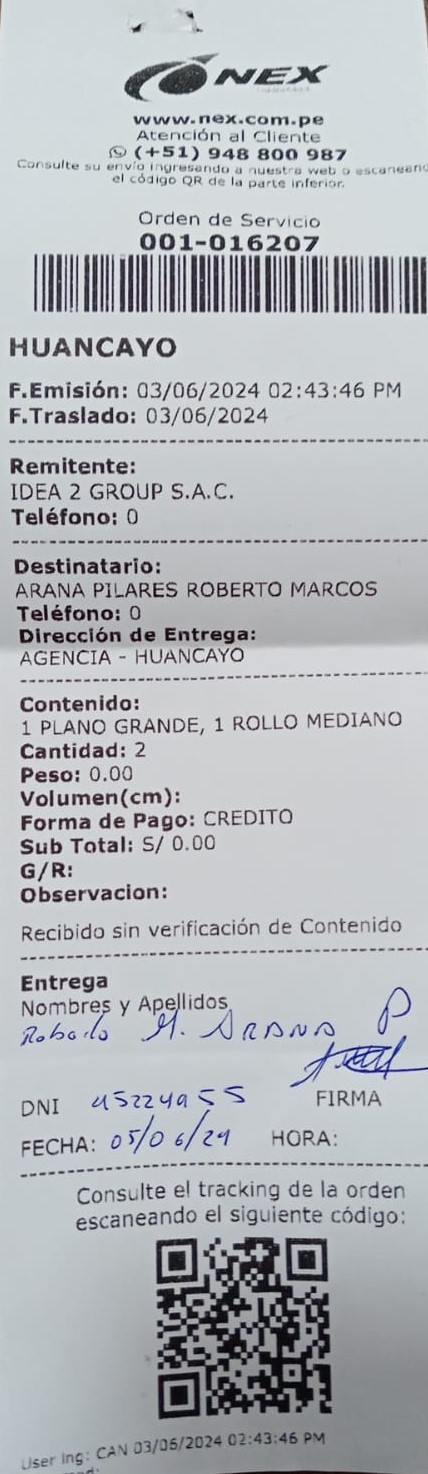 NEX
www.nex.com.pe
Atención al Cliente
(+51) 948 800 987
Consulte su envío ingresando a nuestra web o escaneando
el código QR de la parte inferior.
Orden de Servicio
001-016207
HUANCAYO
F.Emisión: 03/06/2024 02:43:46 PM
F.Traslado: 03/06/2024
Remitente:
IDEA 2 GROUP S.A.C.
Teléfono: 0
Destinatario:
ARANA PILARES ROBERTO MARCOS
Teléfono: 0
Dirección de Entrega:
AGENCIA - HUANCAYO
Contenido:
1 PLANO GRANDE, 1 ROLLO MEDIANO
Cantidad: 2
Peso: 0.00
Volumen(cm):
Forma de Pago: CREDITO
Sub Total: S/ 0.00
G/R:
Observacion:
Recibido sin verificación de Contenido
Entrega
Nombres y Apellidos
Roberto M. ARANA P
DNI 45224955 FIRMA
FECHA: 05/06/24 HORA:
Consulte el tracking de la orden
escaneando el siguiente código:
User Ing: CAN 03/06/2024 02:43:46 PM